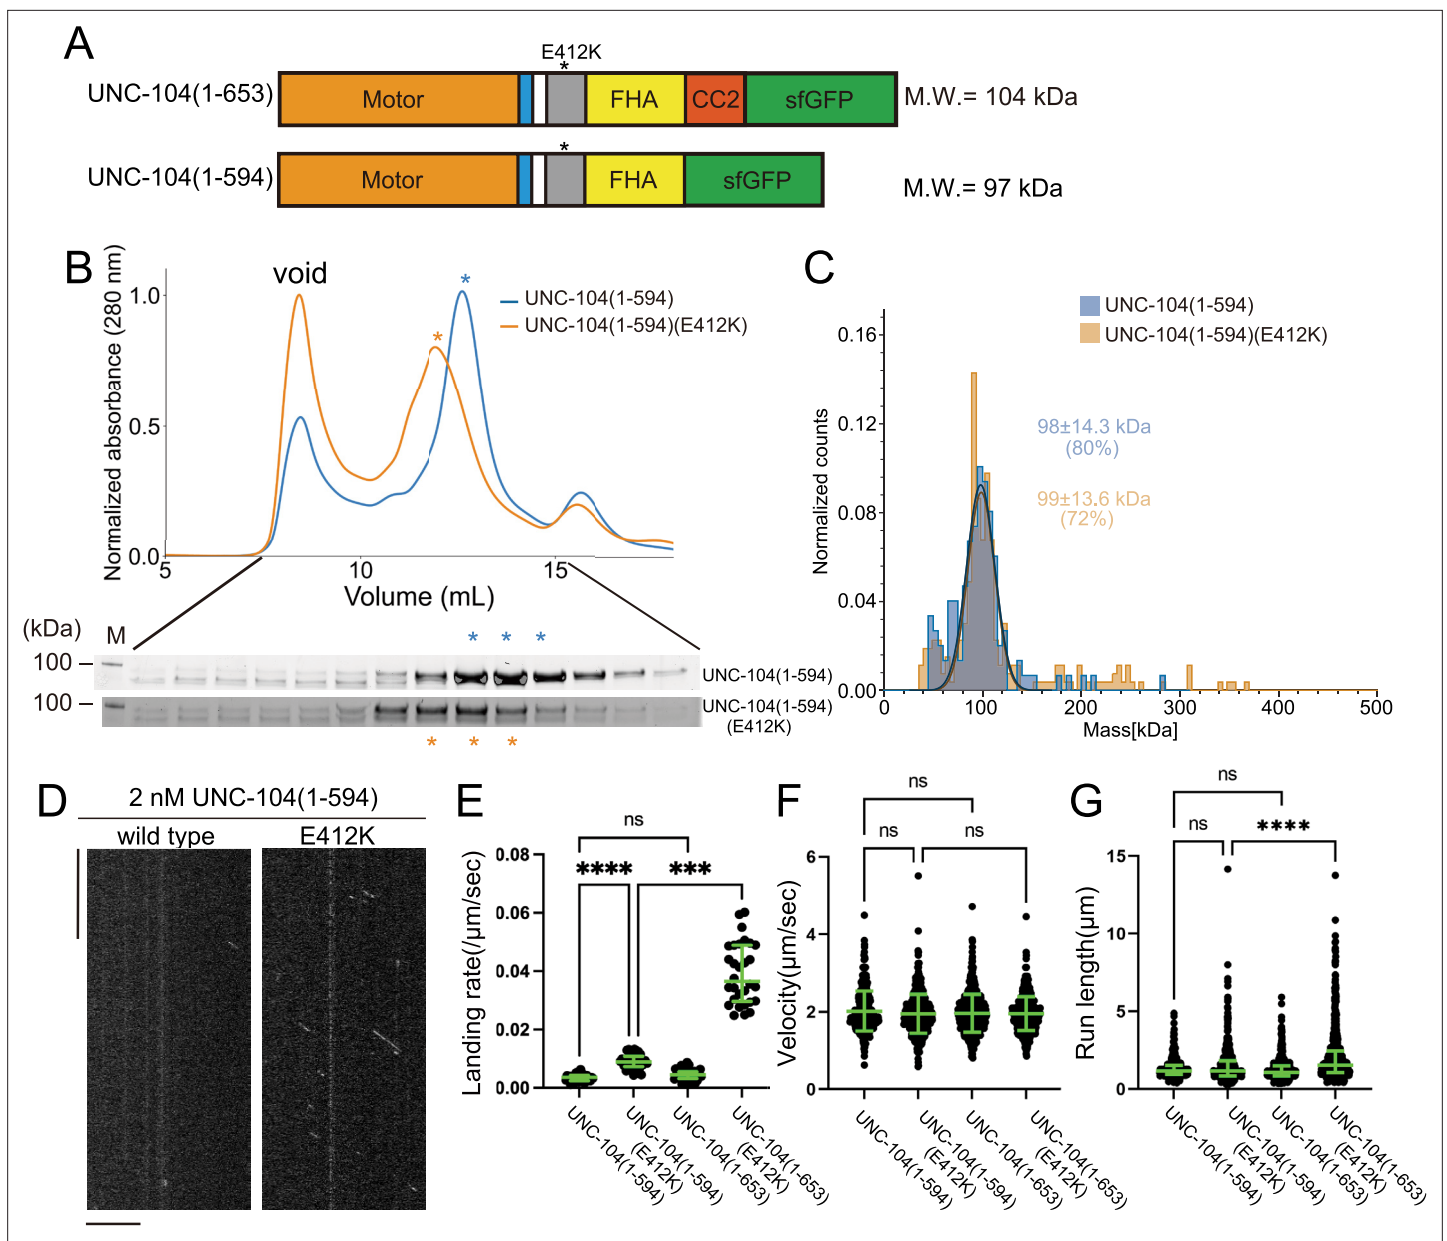 A
E412K
*
UNC-104(1-653)
Motor
FHA
CC2
sfGFP
M.W.= 104 kDa
*
UNC-104(1-594)
Motor
FHA
sfGFP
M.W.= 97 kDa
B
void
Normalized absorbance (280 nm)
1.0
0.5
0.0
5
10
15
Volume (mL)
*
*
UNC-104(1-594)
UNC-104(1-594)(E412K)
(kDa)
M
* * *
100
UNC-104(1-594)
100
UNC-104(1-594)
(E412K)
* * *
C
UNC-104(1-594)
UNC-104(1-594)(E412K)
Normalized counts
0.16
0.12
0.08
0.04
0.00
98±14.3 kDa
(80%)
99±13.6 kDa
(72%)
0
100
200
300
400
500
Mass[kDa]
D
2 nM UNC-104(1-594)
wild type
E412K
E
ns
****
***
Landing rate(/μm/sec)
0.08
0.06
0.04
0.02
0.00
UNC-104(1-594)
UNC-104(1-594)
(E412K)
UNC-104(1-653)
UNC-104(1-653)
(E412K)
F
ns
ns
ns
Velocity(μm/sec)
6
4
2
0
UNC-104(1-594)
UNC-104(1-594)
(E412K)
UNC-104(1-653)
UNC-104(1-653)
(E412K)
G
ns
ns
****
Run length(μm)
15
10
5
0
UNC-104(1-594)
UNC-104(1-594)
(E412K)
UNC-104(1-653)
UNC-104(1-653)
(E412K)